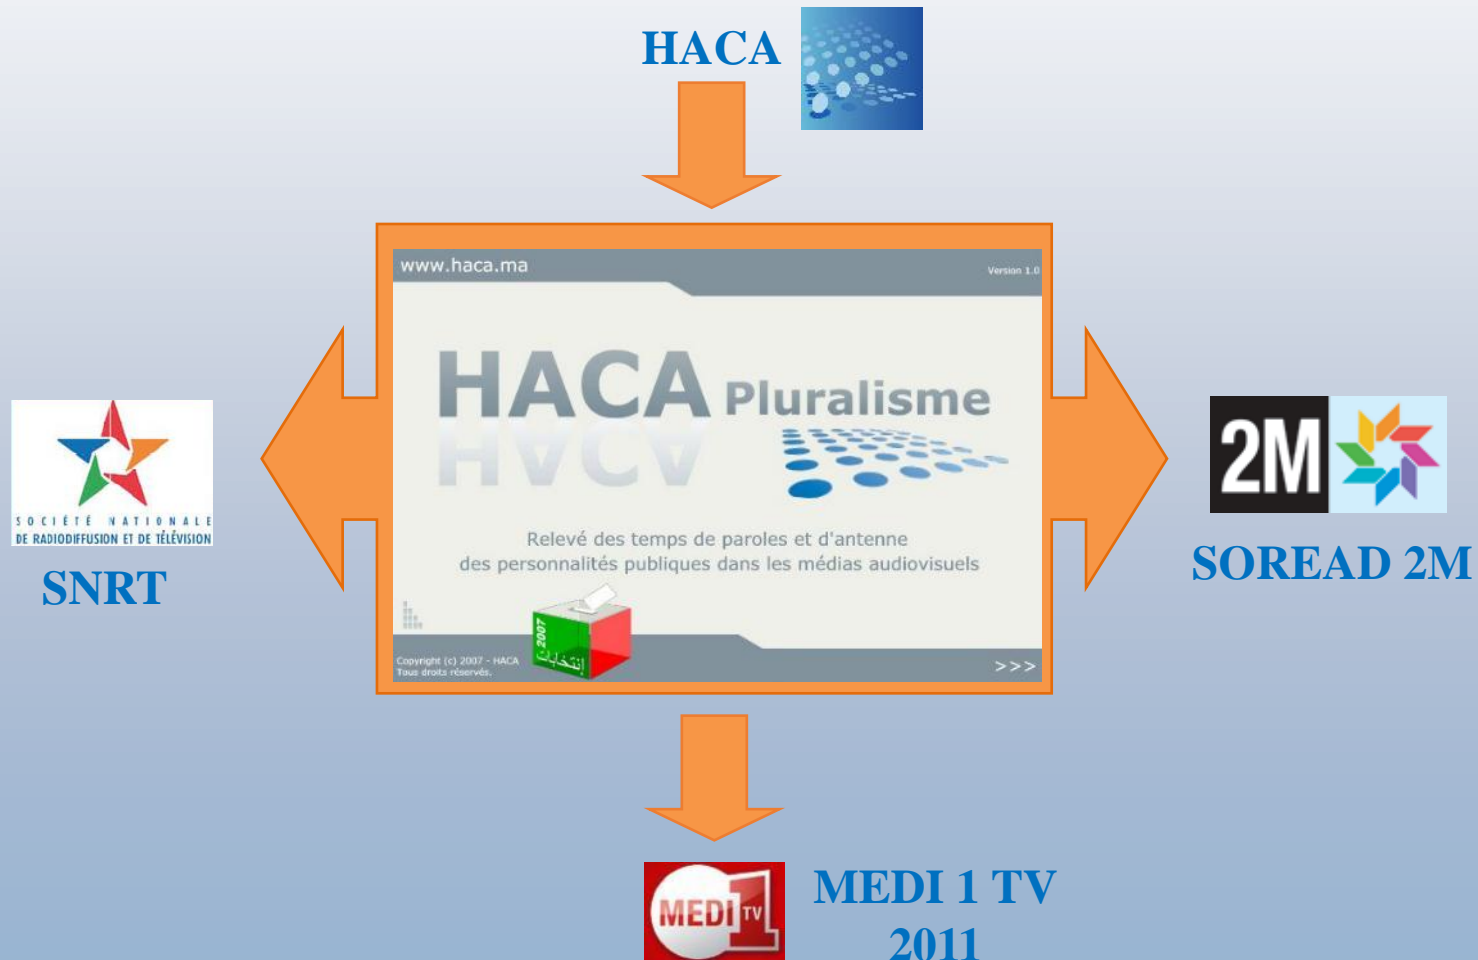 HACA
www.haca.ma
Version 1.0
HACA Pluralisme
Relevé des temps de paroles et d'antenne
des personnalités publiques dans les médias audiovisuels
2007
إنتخابات
Copyright (c) 2007 - HACA
Tous droits réservés.
>>>
SOCIÉTÉ NATIONALE
DE RADIODIFFUSION ET DE TÉLÉVISION
SNRT
2M
SOREAD 2M
MEDI 1 TV
MEDI 1 TV
2011